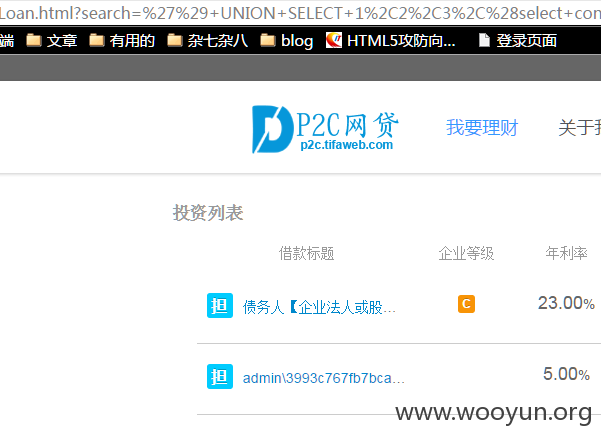 Loan.html?search=%27%29+UNION+SELECT+1%2C2%2C3%2C%28select+con
端 文章 有用的 杂七杂八 blog HTML5攻防向... 登录页面
P2C网贷 我要理财 关于我
p2c.tifaweb.com
投资列表
借款标题 企业等级 年利率
担 债务人【企业法人或股... C 23.00%
担 admin\3993c767fb7bca... 5.00%
www.wooyun.org